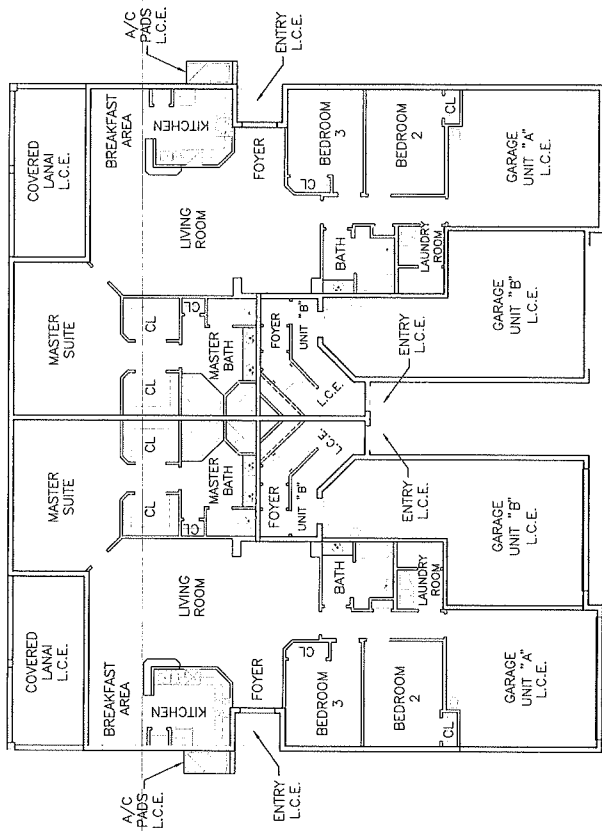 A/C
PADS
L.C.E.
ENTRY
L.C.E.
COVERED
LANAI
L.C.E.
BREAKFAST
AREA
KITCHEN
FOYER
BEDROOM
3
CL
BEDROOM
2
CL
GARAGE
UNIT "A"
L.C.E.
LIVING
ROOM
BATH
LAUNDRY
ROOM
MASTER
SUITE
CL
CL
CL
MASTER
BATH
FOYER
UNIT "B"
L.C.E.
ENTRY
L.C.E.
GARAGE
UNIT "B"
L.C.E.
MASTER
SUITE
CL
CL
CL
MASTER
BATH
FOYER
UNIT "B"
L.C.E.
ENTRY
L.C.E.
GARAGE
UNIT "B"
L.C.E.
LIVING
ROOM
BATH
LAUNDRY
ROOM
COVERED
LANAI
L.C.E.
BREAKFAST
AREA
KITCHEN
FOYER
BEDROOM
3
CL
BEDROOM
2
CL
GARAGE
UNIT "A"
L.C.E.
A/C
PADS
L.C.E.
ENTRY
L.C.E.